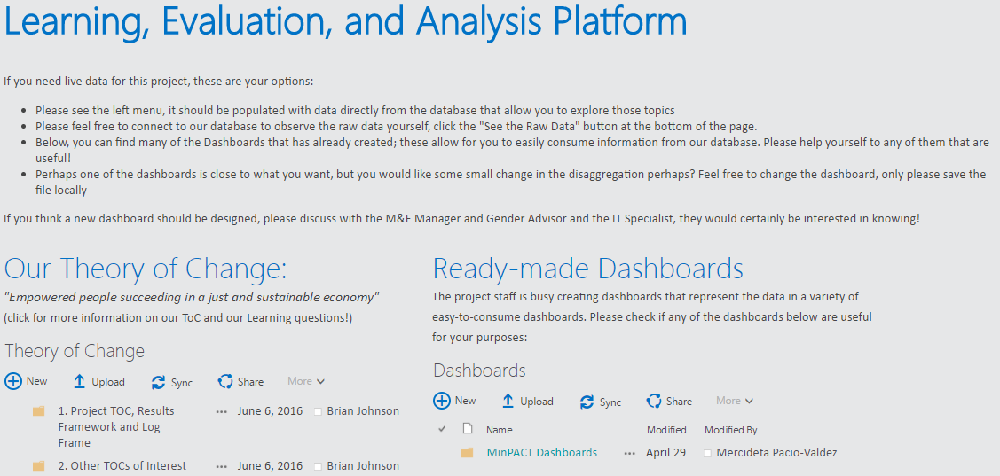 Learning, Evaluation, and Analysis Platform
If you need live data for this project, these are your options:
• Please see the left menu, it should be populated with data directly from the database that allow you to explore those topics
• Please feel free to connect to our database to observe the raw data yourself, click the "See the Raw Data" button at the bottom of the page.
• Below, you can find many of the Dashboards that has already created; these allow for you to easily consume information from our database. Please help yourself to any of them that are
useful!
• Perhaps one of the dashboards is close to what you want, but you would like some small change in the disaggregation perhaps? Feel free to change the dashboard, only please save the
file locally
If you think a new dashboard should be designed, please discuss with the M&E Manager and Gender Advisor and the IT Specialist, they would certainly be interested in knowing!
Our Theory of Change:
"Empowered people succeeding in a just and sustainable economy"
(click for more information on our ToC and our Learning questions!)
Theory of Change
New Upload Sync Share More
1. Project TOC, Results ... June 6, 2016 Brian Johnson
Framework and Log
Frame
2. Other TOCs of Interest ... June 6, 2016 Brian Johnson
Ready-made Dashboards
The project staff is busy creating dashboards that represent the data in a variety of
easy-to-consume dashboards. Please check if any of the dashboards below are useful
for your purposes:
Dashboards
New Upload Sync Share More
Name Modified Modified By
MinPACT Dashboards ... April 29 Mercideta Pacio-Valdez